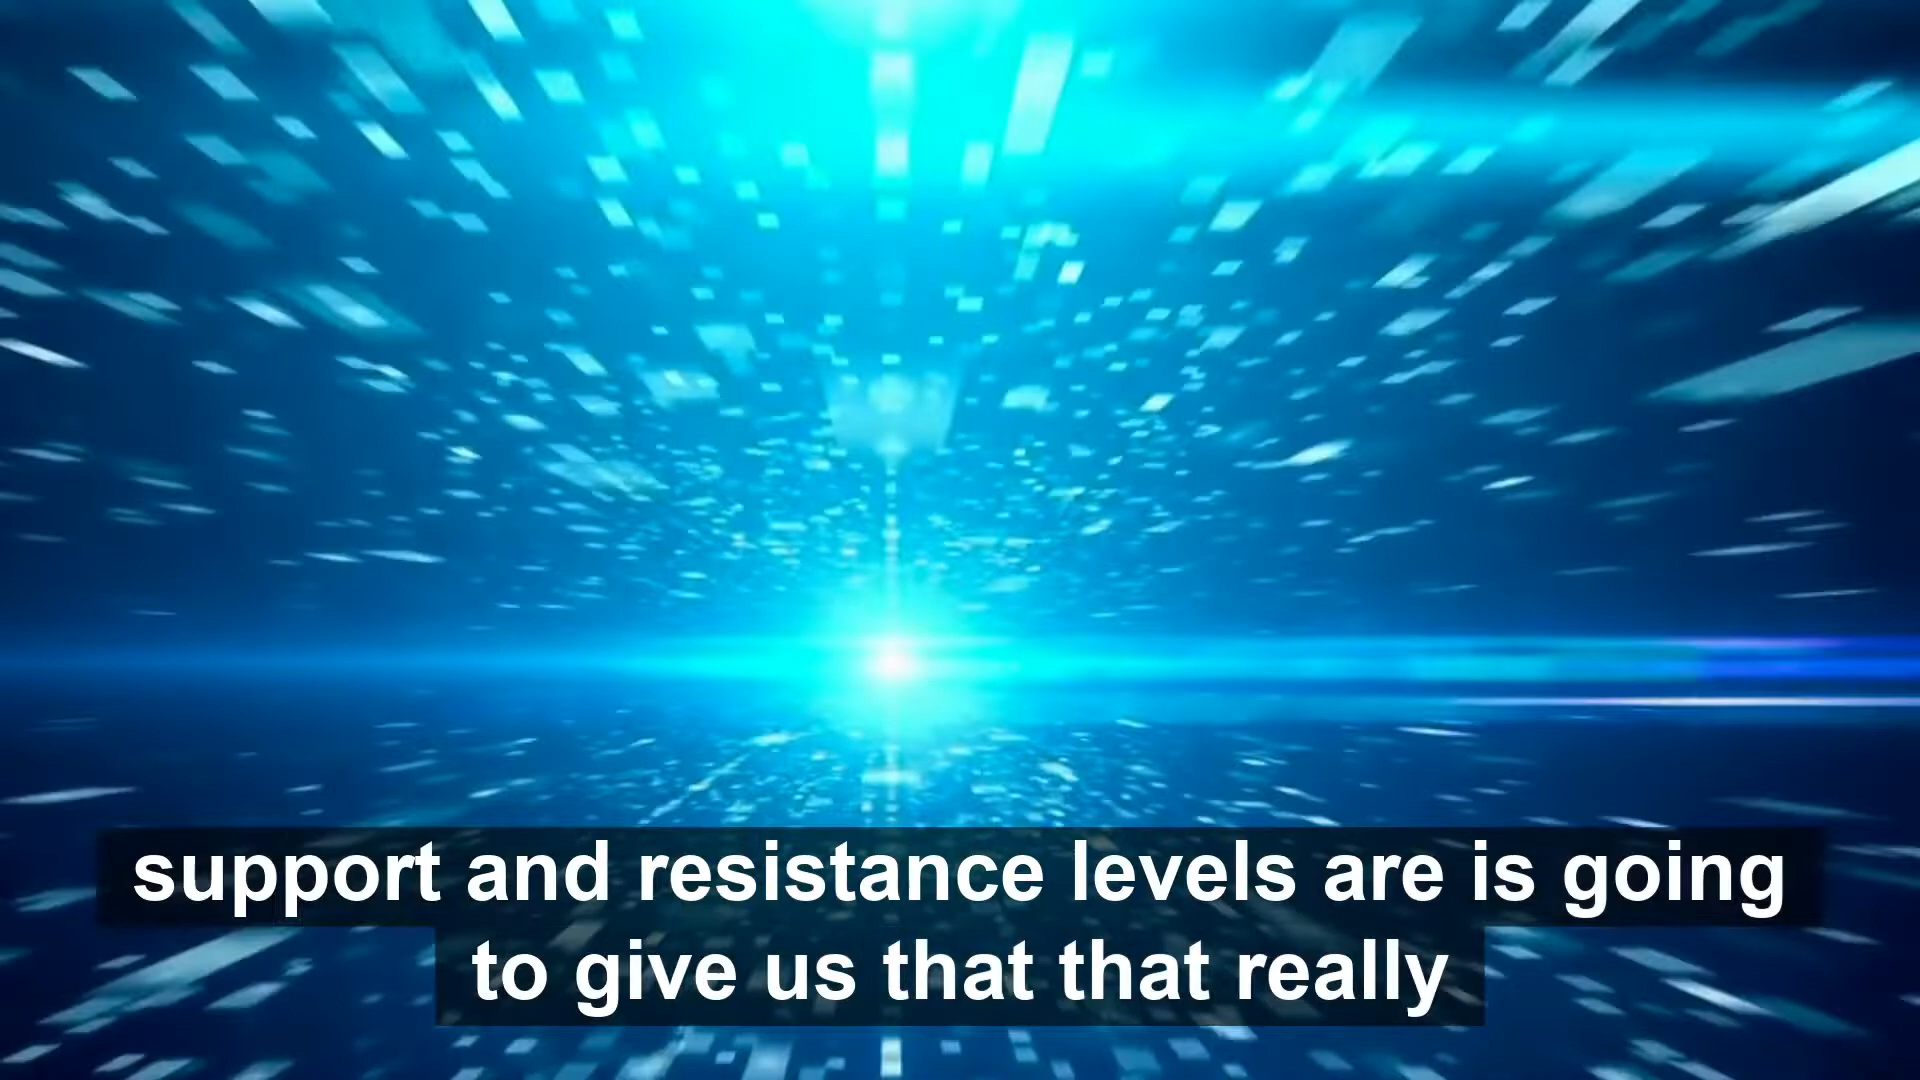 support and resistance levels are is going
to give us that that really